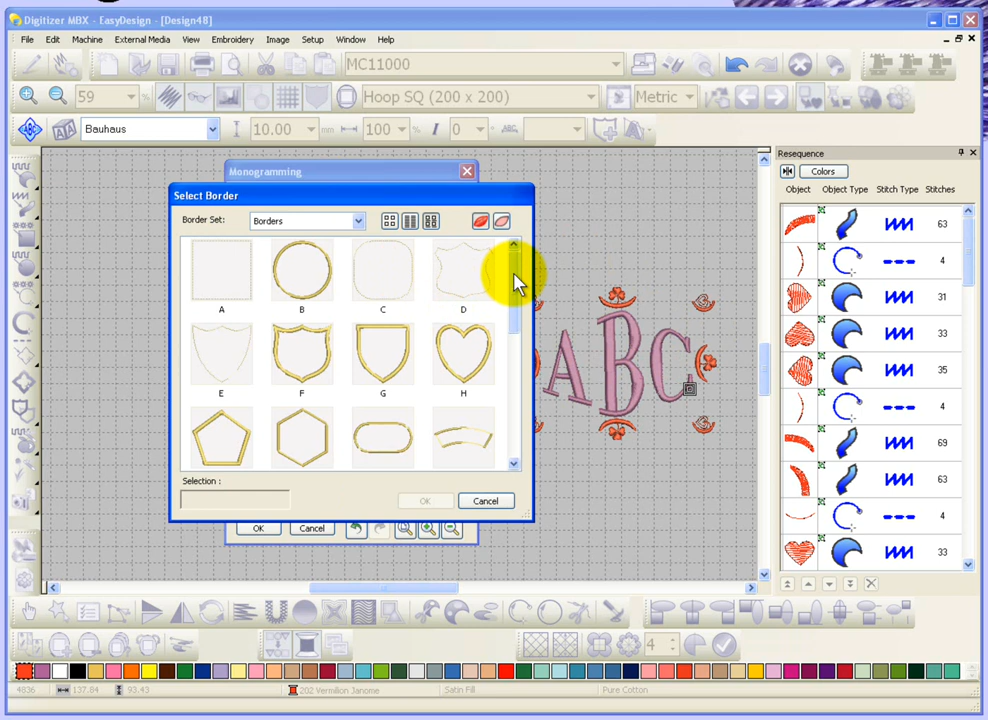 Digitizer MBX - EasyDesign - [Design48]
File Edit Machine External Media View Embroidery Image Setup Window Help
MC11000
59 % Hoop SQ (200 x 200) Metric
Bauhaus 10.00 100 % 0 ABC
Monogramming
Select Border
Border Set: Borders
A B C D
E F G H
Selection :
OK Cancel
OK Cancel
ABC
Resequence
Colors
Object Object Type Stitch Type Stitches
63
4
31
33
35
4
69
63
4
33
4
4836 137.84 93.43 202 Vermilion Janome Satin Fill Pure Cotton